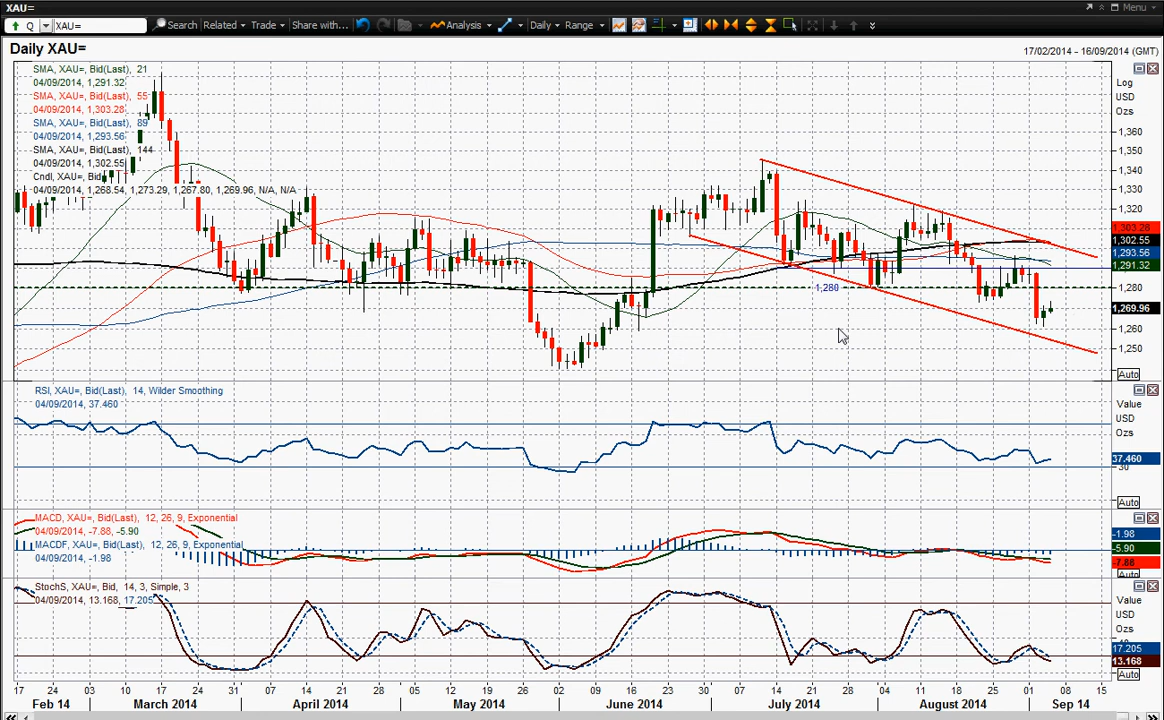 XAU=
Menu
Q XAU= Search Related Trade Share with... Analysis Daily Range
Daily XAU=
17/02/2014 - 16/09/2014 (GMT)
SMA, XAU=, Bid(Last), 21
04/09/2014, 1,291.32
SMA, XAU=, Bid(Last), 55
04/09/2014, 1,303.28
SMA, XAU=, Bid(Last), 89
04/09/2014, 1,293.56
SMA, XAU=, Bid(Last), 144
04/09/2014, 1,302.55
Cndl, XAU=, Bid
04/09/2014, 1,268.54, 1,273.29, 1,267.80, 1,269.96, N/A, N/A
Log
USD
Ozs
1,360
1,350
1,340
1,330
1,320
1,303.28
1,302.55
1,293.56
1,291.32
1,280
1,280
1,269.96
1,260
1,250
Auto
RSI, XAU=, Bid(Last), 14, Wilder Smoothing
04/09/2014, 37.460
Value
USD
Ozs
37.460
30
Auto
MACD, XAU=, Bid(Last), 12, 26, 9, Exponential
04/09/2014, -7.88, -5.90
MACDF, XAU=, Bid(Last), 12, 26, 9, Exponential
04/09/2014, -1.98
-1.98
-5.90
-7.88
Auto
StochS, XAU=, Bid, 14, 3, Simple, 3
04/09/2014, 13.168, 17.205
Value
USD
Ozs
17.205
13.168
Auto
17 24 03 10 17 24 31 07 14 21 28 05 12 19 26 02 09 16 23 30 07 14 21 28 04 11 18 25 01 08 15
Feb 14 March 2014 April 2014 May 2014 June 2014 July 2014 August 2014 Sep 14